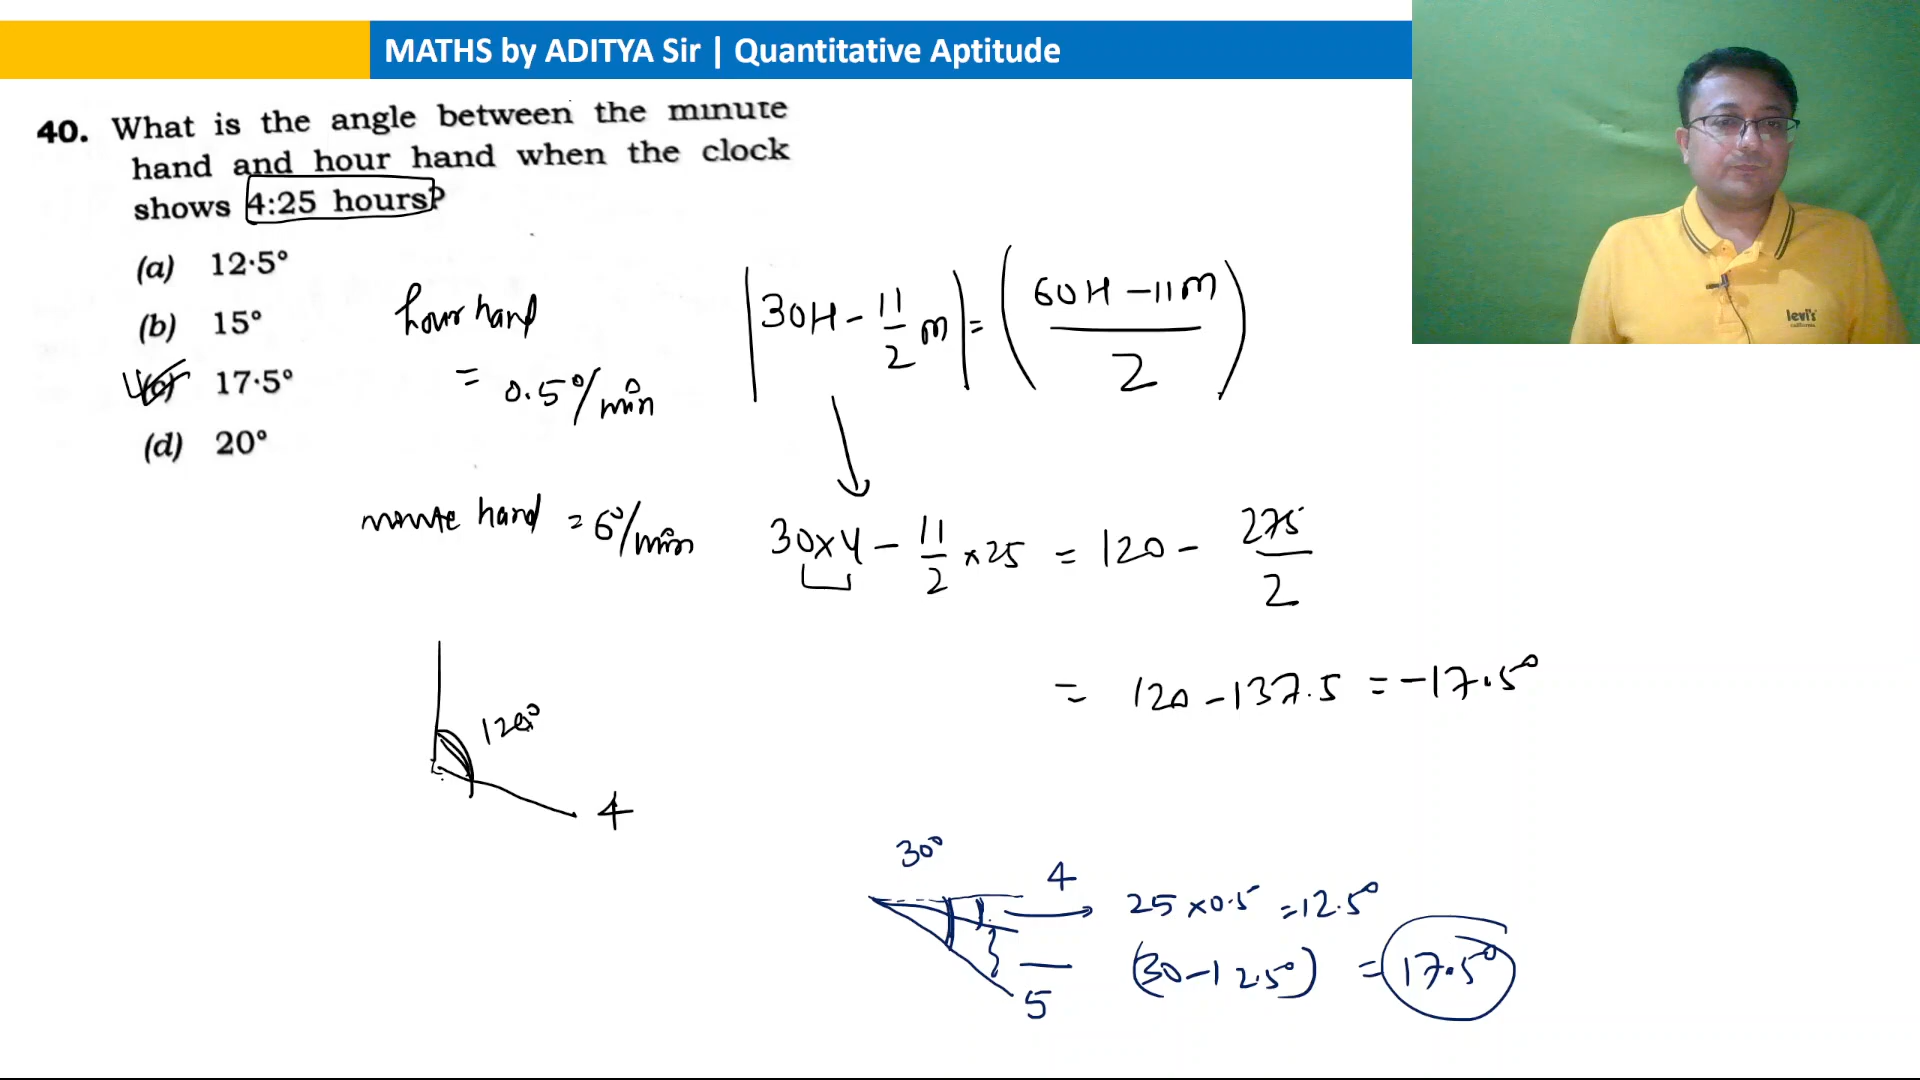 MATHS by ADITYA Sir | Quantitative Aptitude
40. What is the angle between the minute
hand and hour hand when the clock
shows 4:25 hours?
(a) 12·5°
(b) 15°
(c) 17·5°
(d) 20°
hour hand
= 0.5°/min
minute hand = 6°/min
|30H - 11/2 m| = (60H - 11m / 2)
30×4 - 11/2 ×25 = 120 - 275/2
= 120 - 137.5 = -17.5°
120°
4
30°
4
25×0.5 = 12.5°
5
(30-12.5°) = 17.5°
levi's